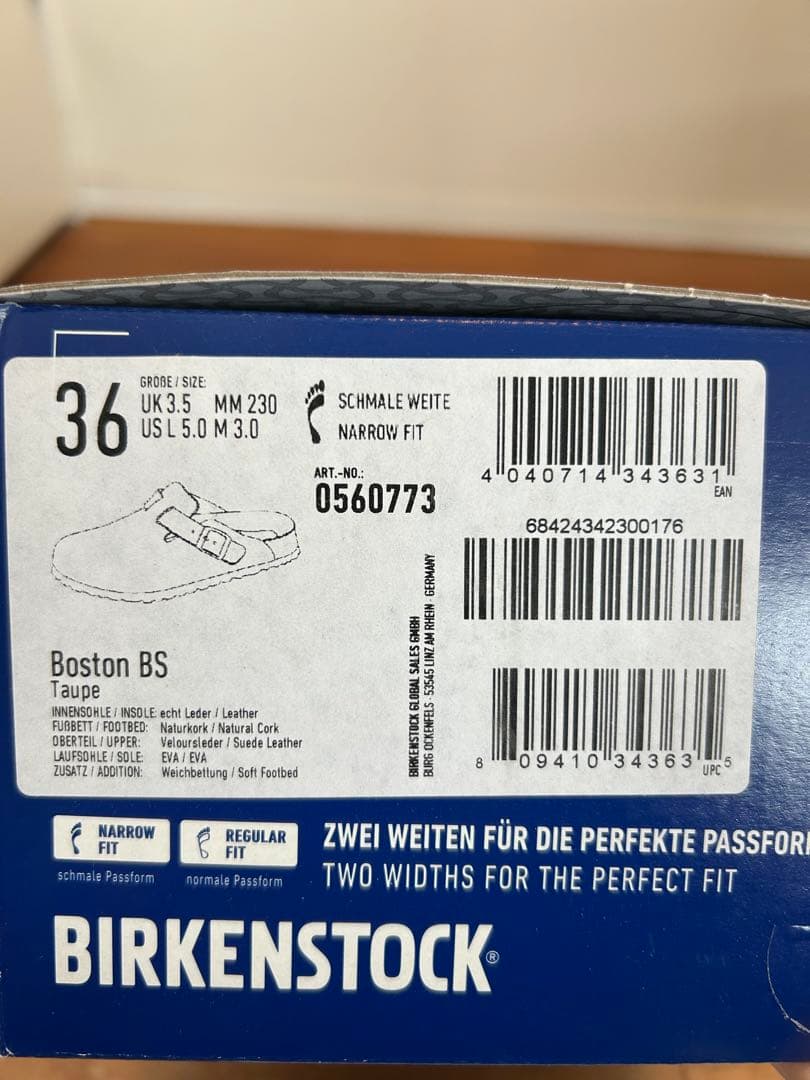 36
GRÖßE / SIZE:
UK 3.5 MM 230
US L 5.0 M 3.0
SCHMALE WEITE
NARROW FIT
ART.-NO.:
0560773
4 040714 343631
EAN
68424342300176
BIRKENSTOCK GLOBAL SALES GMBH
BURG OCKENFELS · 53545 LINZ AM RHEIN · GERMANY
Boston BS
Taupe
INNENSOHLE / INSOLE: echt Leder / Leather
FUßBETT / FOOTBED: Naturkork / Natural Cork
OBERTEIL / UPPER: Veloursleder / Suede Leather
LAUFSOHLE / SOLE: EVA / EVA
ZUSATZ / ADDITION: Weichbettung / Soft Footbed
8 09410 34363 5
UPC
NARROW
FIT
schmale Passform
REGULAR
FIT
normale Passform
ZWEI WEITEN FÜR DIE PERFEKTE PASSFOR
TWO WIDTHS FOR THE PERFECT FIT
BIRKENSTOCK®